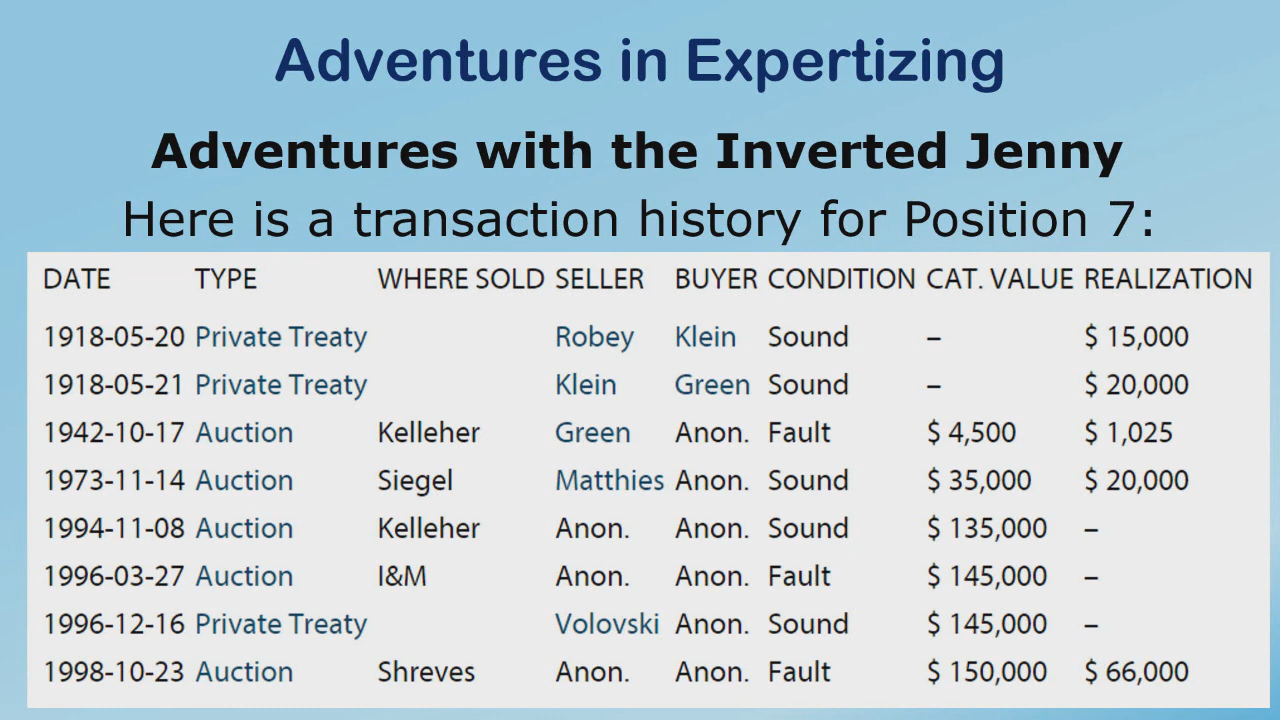 Adventures in Expertizing
Adventures with the Inverted Jenny
Here is a transaction history for Position 7:
DATE TYPE WHERE SOLD SELLER BUYER CONDITION CAT. VALUE REALIZATION
1918-05-20 Private Treaty Robey Klein Sound – $ 15,000
1918-05-21 Private Treaty Klein Green Sound – $ 20,000
1942-10-17 Auction Kelleher Green Anon. Fault $ 4,500 $ 1,025
1973-11-14 Auction Siegel Matthies Anon. Sound $ 35,000 $ 20,000
1994-11-08 Auction Kelleher Anon. Anon. Sound $ 135,000 –
1996-03-27 Auction I&M Anon. Anon. Fault $ 145,000 –
1996-12-16 Private Treaty Volovski Anon. Sound $ 145,000 –
1998-10-23 Auction Shreves Anon. Anon. Fault $ 150,000 $ 66,000